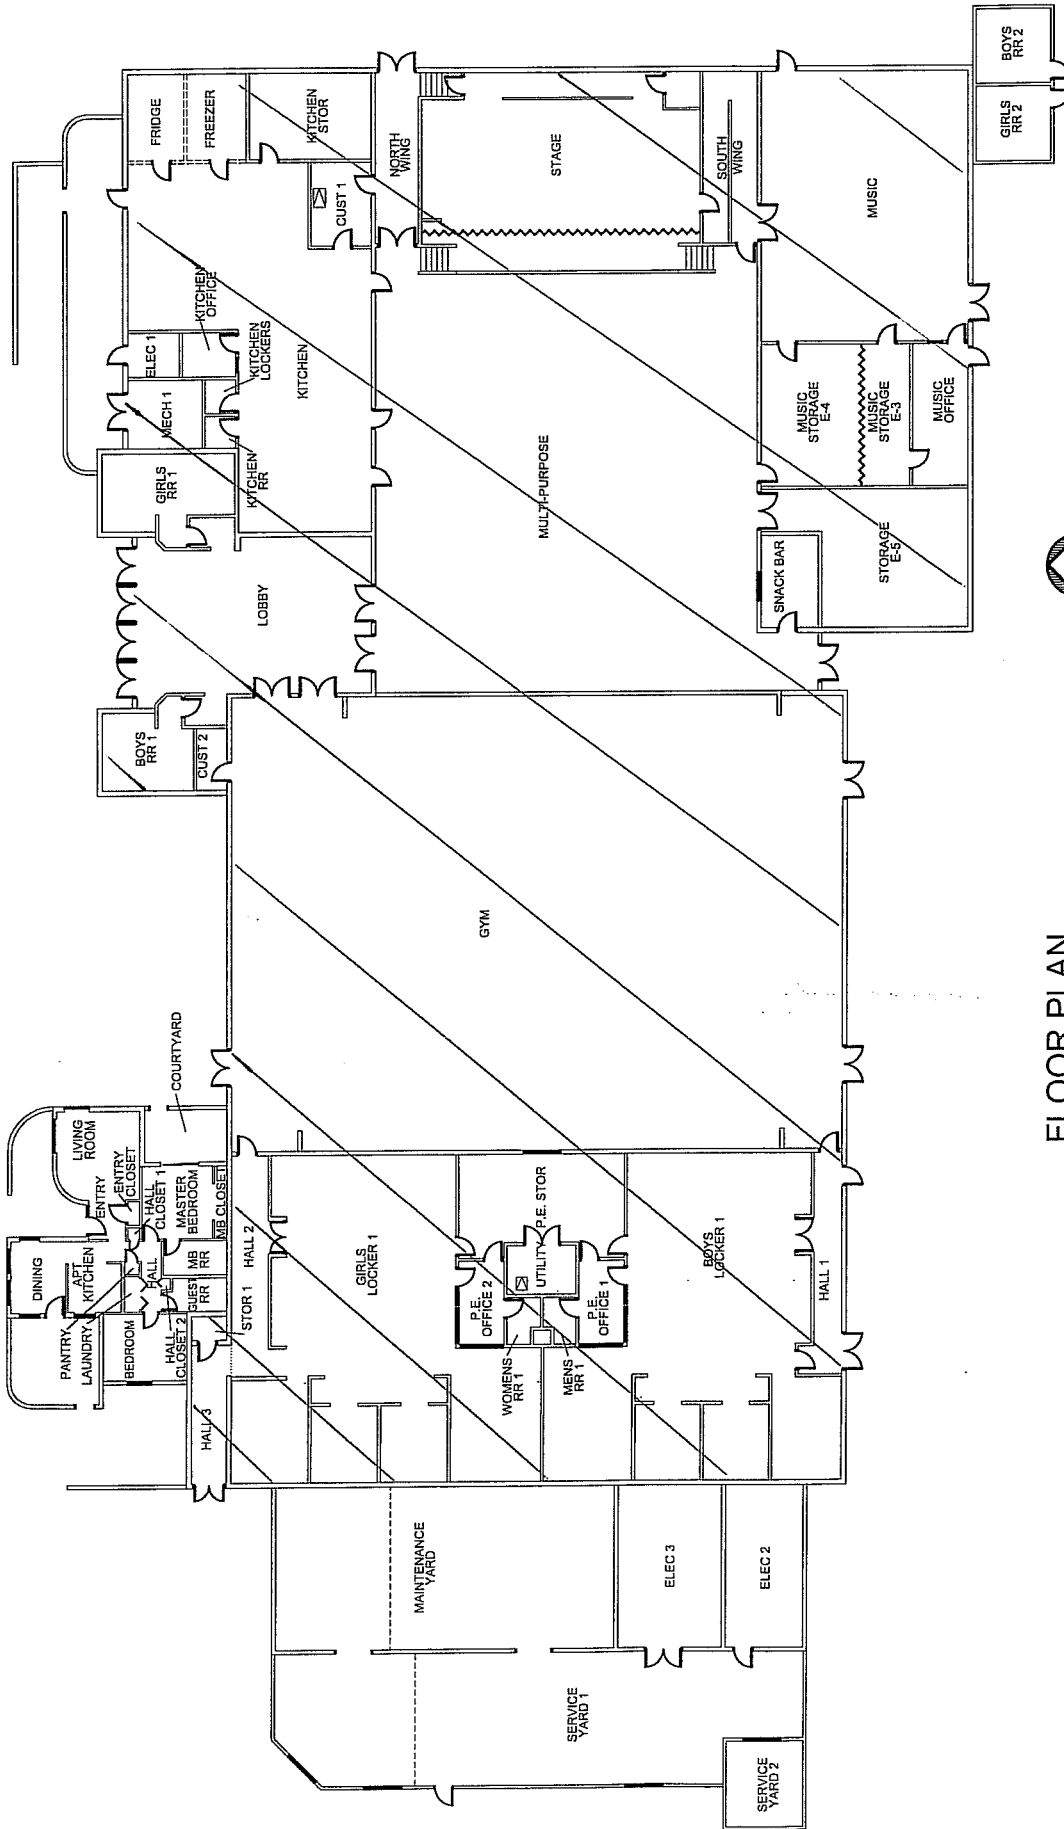 BOYS
RR 2
GIRLS
RR 2
FRIDGE
FREEZER
KITCHEN
STOR
CUST 1
NORTH
WING
STAGE
SOUTH
WING
MUSIC
KITCHEN
OFFICE
ELEC 1
KITCHEN
LOCKERS
MECH 1
KITCHEN
KITCHEN
RR
GIRLS
RR 1
MULTI-PURPOSE
MUSIC
STORAGE
E-4
MUSIC
STORAGE
E-3
MUSIC
OFFICE
STORAGE
E-5
SNACK BAR
LOBBY
BOYS
RR 1
CUST 2
GYM
COURTYARD
LIVING
ROOM
ENTRY
ENTRY
CLOSET
HALL
CLOSET 1
MASTER
BEDROOM
MB CLOSET
DINING
APT
KITCHEN
HALL
MB
RR
GUEST
RR
PANTRY
LAUNDRY
BEDROOM
HALL
CLOSET 2
STOR 1
HALL 2
HALL 3
GIRLS
LOCKER 1
P.E. STOR
UTILITY
P.E.
OFFICE 2
P.E.
OFFICE 1
WOMENS
RR 1
MENS
RR 1
BOYS
LOCKER 1
HALL 1
MAINTENANCE
YARD
ELEC 3
ELEC 2
SERVICE
YARD 1
SERVICE
YARD 2
FLOOR PLAN